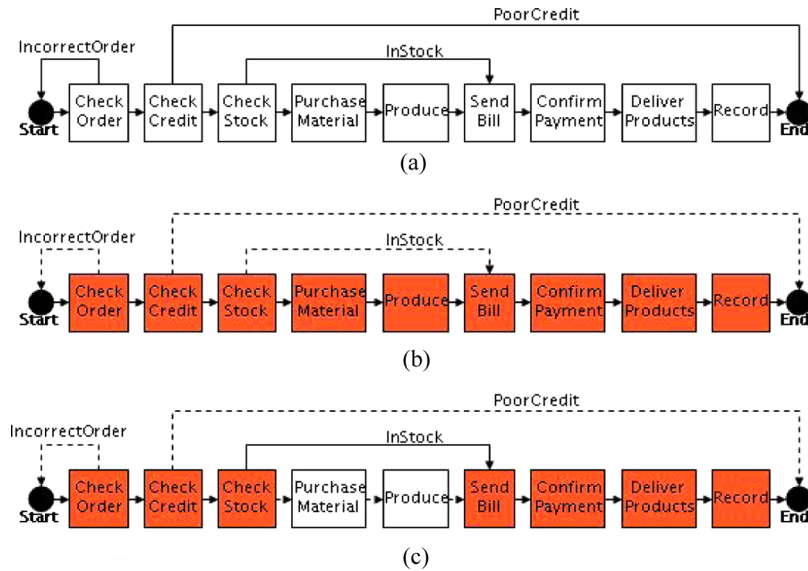 PoorCredit
IncorrectOrder
InStock
Check Check Check Purchase Produce Send Confirm Deliver Record
Order Credit Stock Material Bill Payment Products
Start End
(a)
PoorCredit
IncorrectOrder
InStock
Check Check Check Purchase Produce Send Confirm Deliver Record
Order Credit Stock Material Bill Payment Products
Start End
(b)
PoorCredit
IncorrectOrder
InStock
Check Check Check Purchase Produce Send Confirm Deliver Record
Order Credit Stock Material Bill Payment Products
Start End
(c)